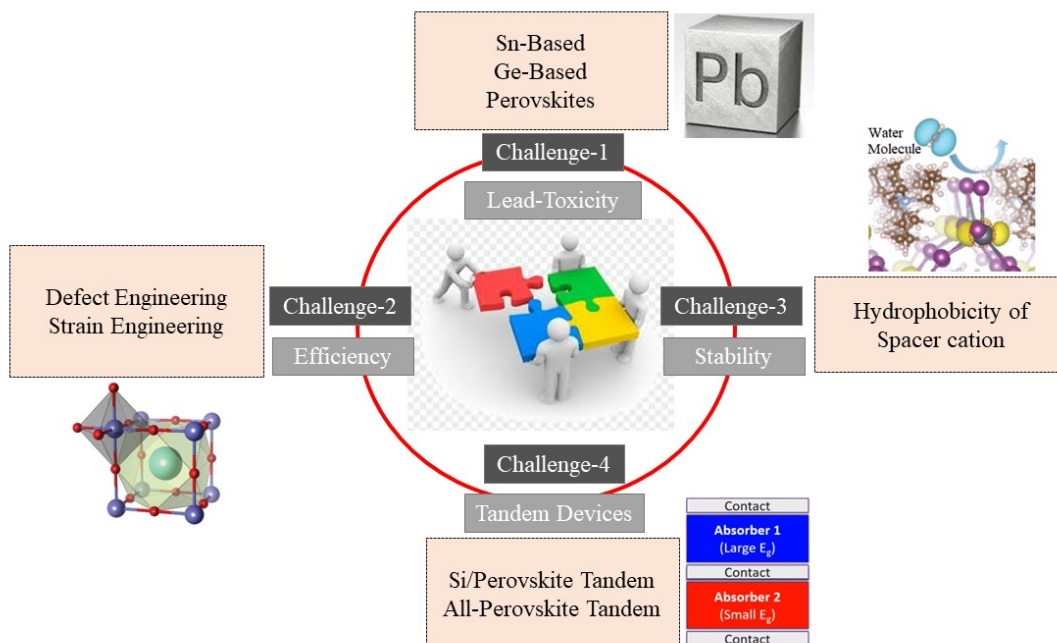 Sn-Based
Ge-Based
Perovskites
Pb
Challenge-1
Lead-Toxicity
Water
Molecule
Defect Engineering
Strain Engineering
Challenge-2
Efficiency
Challenge-3
Stability
Hydrophobicity of
Spacer cation
Challenge-4
Tandem Devices
Si/Perovskite Tandem
All-Perovskite Tandem
Contact
Absorber 1
(Large Eg)
Contact
Absorber 2
(Small Eg)
Contact